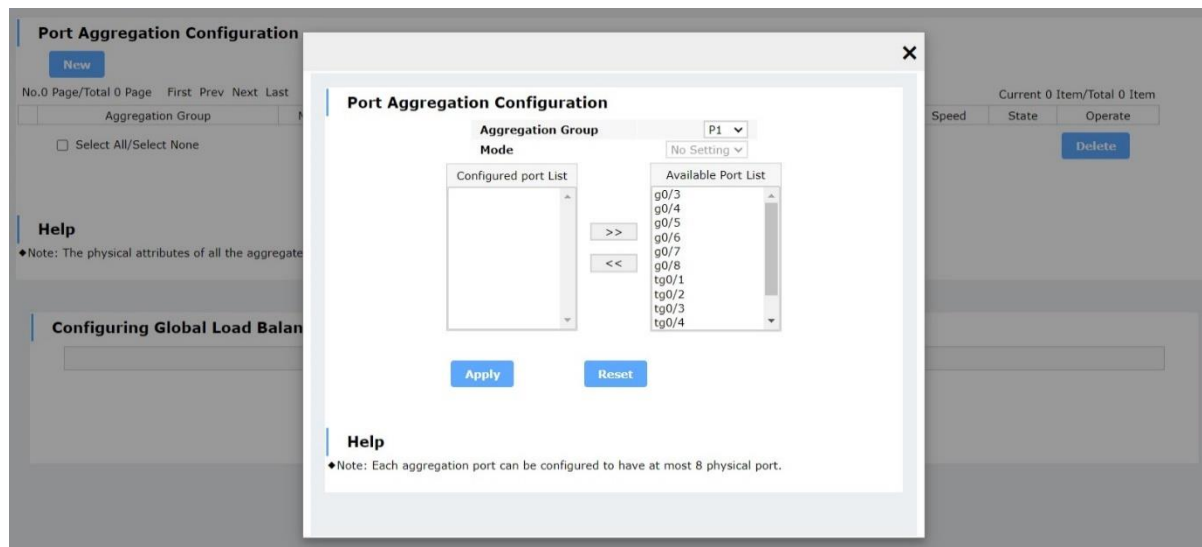 Port Aggregation Configuration
New
No.0 Page/Total 0 Page First Prev Next Last
Current 0 Item/Total 0 Item
Aggregation Group
Speed State Operate
Select All/Select None
Delete
Help
◆Note: The physical attributes of all the aggregate
Configuring Global Load Balan
×
Port Aggregation Configuration
Aggregation Group P1
Mode No Setting
Configured port List
Available Port List
g0/3
g0/4
g0/5
g0/6
g0/7
g0/8
tg0/1
tg0/2
tg0/3
tg0/4
>>
<<
Apply Reset
Help
◆Note: Each aggregation port can be configured to have at most 8 physical port.